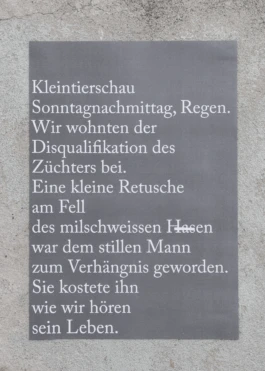 Kleintierschau
Sonntagnachmittag, Regen.
Wir wohnten der
Disqualifikation des
Züchters bei.
Eine kleine Retusche
am Fell
des milschweissen Hasen
war dem stillen Mann
zum Verhängnis geworden.
Sie kostete ihn
wie wir hören
sein Leben.